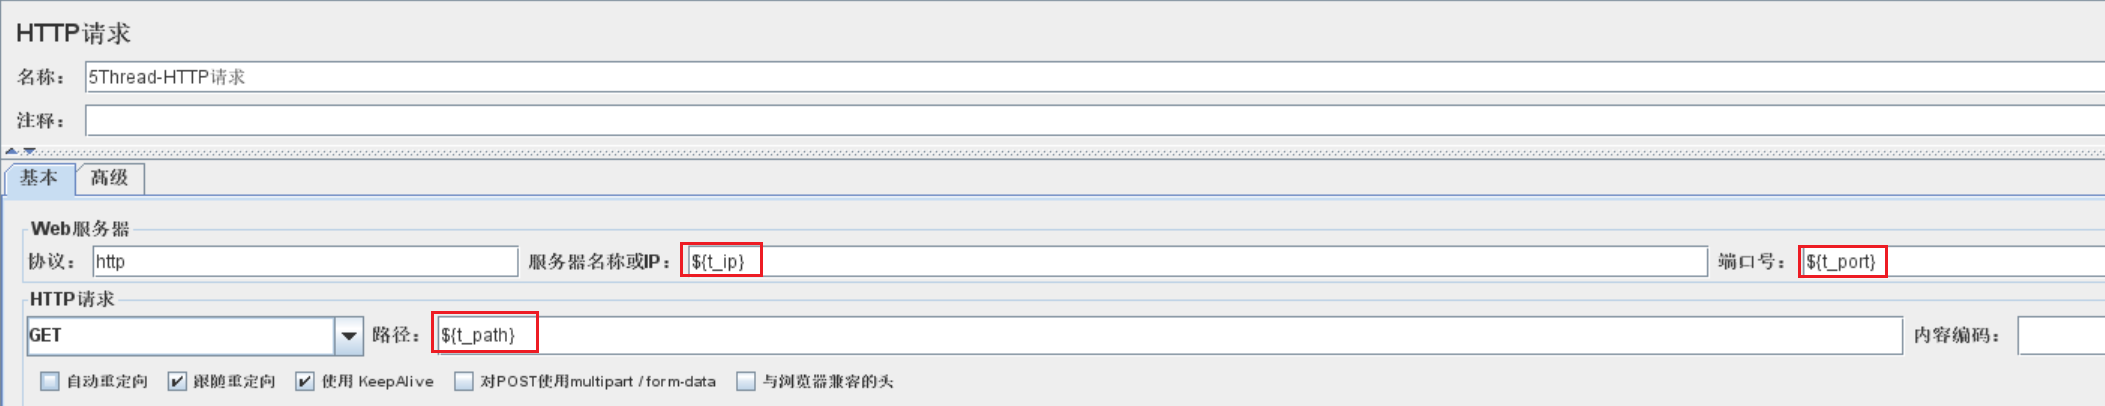 HTTP请求
名称： 5Thread-HTTP请求
注释：
基本 高级
Web服务器
协议： http 服务器名称或IP： ${t_ip} 端口号： ${t_port}
HTTP请求
GET 路径： ${t_path} 内容编码：
自动重定向 跟随重定向 使用 KeepAlive 对POST使用multipart / form-data 与浏览器兼容的头